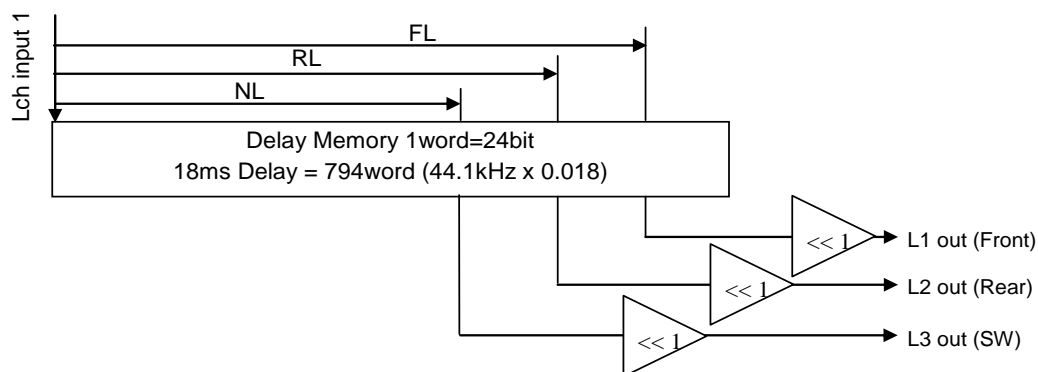 Lch input 1
FL
RL
NL
Delay Memory 1word=24bit
18ms Delay = 794word (44.1kHz x 0.018)
<< 1
L1 out (Front)
<< 1
L2 out (Rear)
<< 1
L3 out (SW)